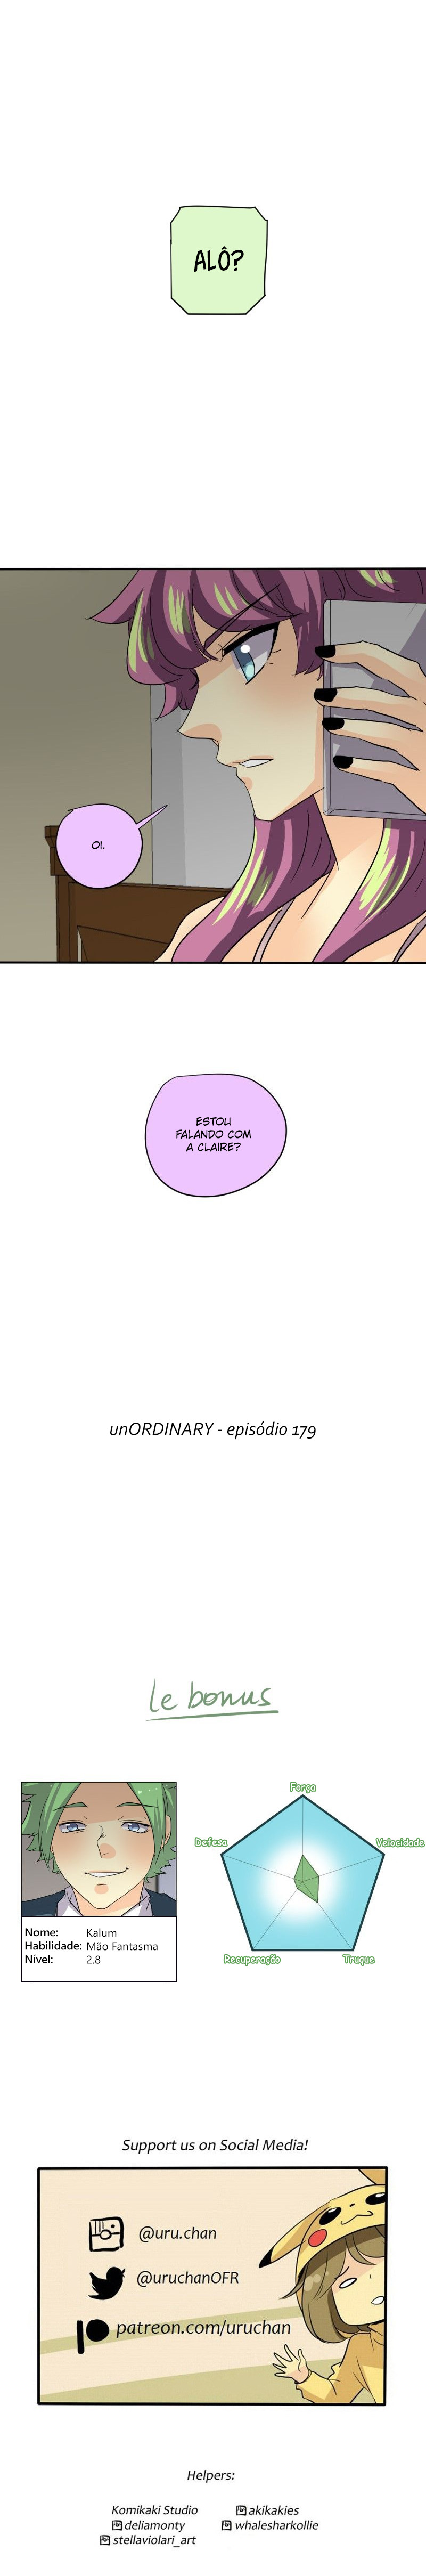 ALÔ?
OI.
ESTOU
FALANDO COM
A CLAIRE?
unORDINARY - episódio 179
le bonus
Força
Defesa
Velocidade
Recuperação
Truque
Nome: Kalum
Habilidade: Mão Fantasma
Nível: 2.8
Support us on Social Media!
@uru.chan
@uruchanOFR
patreon.com/uruchan
Helpers:
Komikaki Studio akikakies
deliamonty whalesharkollie
stellaviolari_art